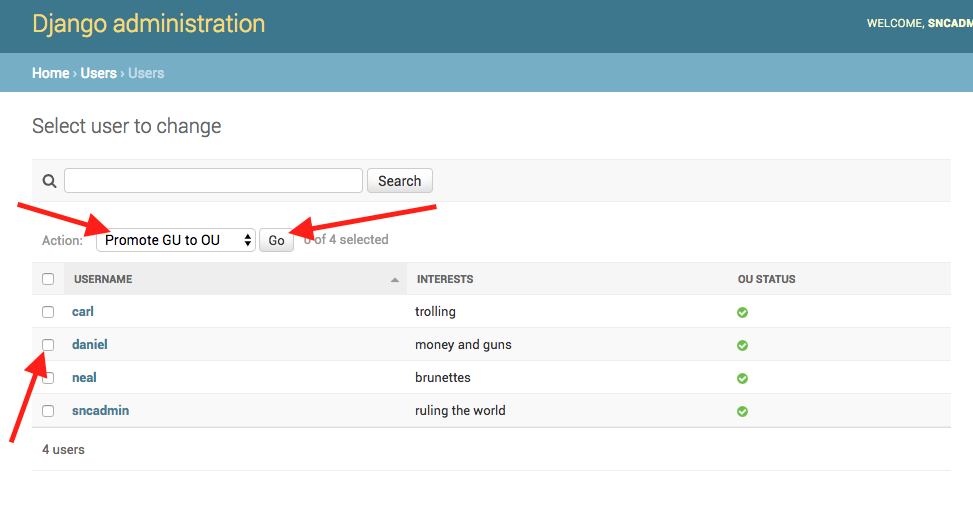 Django administration
WELCOME, SNCADM
Home › Users › Users
Select user to change
Search
Action: Promote GU to OU Go 0 of 4 selected
USERNAME INTERESTS OU STATUS
carl trolling
daniel money and guns
neal brunettes
sncadmin ruling the world
4 users